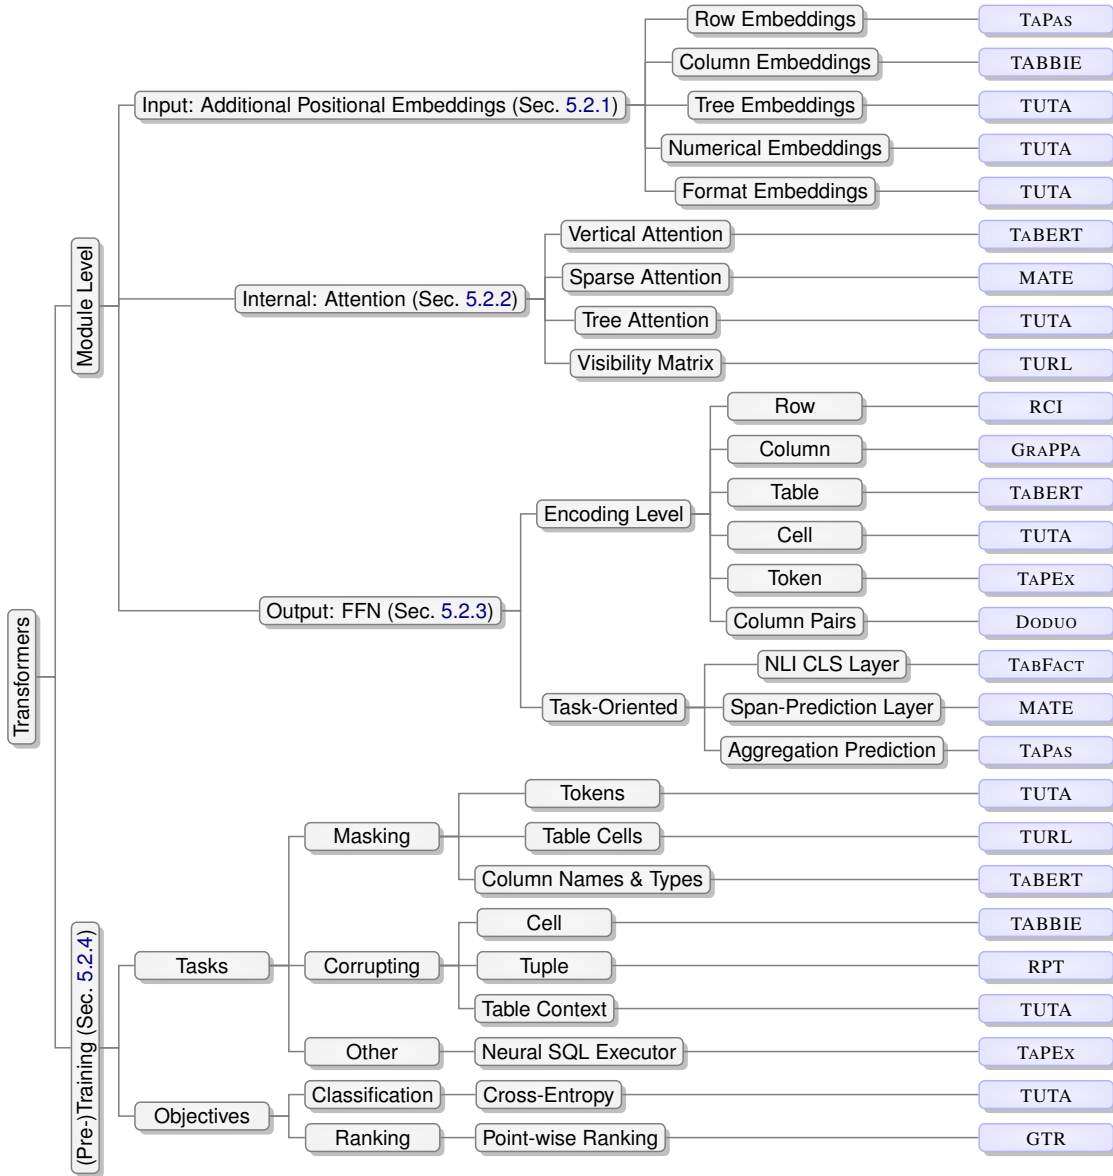 Row Embeddings TAPAS
Column Embeddings TABBIE
Input: Additional Positional Embeddings (Sec. 5.2.1) Tree Embeddings TUTA
Numerical Embeddings TUTA
Format Embeddings TUTA
Module Level
Vertical Attention TABERT
Sparse Attention MATE
Internal: Attention (Sec. 5.2.2)
Tree Attention TUTA
Visibility Matrix TURL
Row RCI
Column GRAPPA
Encoding Level
Table TABERT
Cell TUTA
Token TAPEX
Output: FFN (Sec. 5.2.3)
Column Pairs DODUO
Transformers
NLI CLS Layer TABFACT
Task-Oriented Span-Prediction Layer MATE
Aggregation Prediction TAPAS
Tokens TUTA
Masking Table Cells TURL
Column Names & Types TABERT
(Pre-)Training (Sec. 5.2.4)
Cell TABBIE
Tasks Corrupting Tuple RPT
Table Context TUTA
Other Neural SQL Executor TAPEX
Classification Cross-Entropy TUTA
Objectives
Ranking Point-wise Ranking GTR